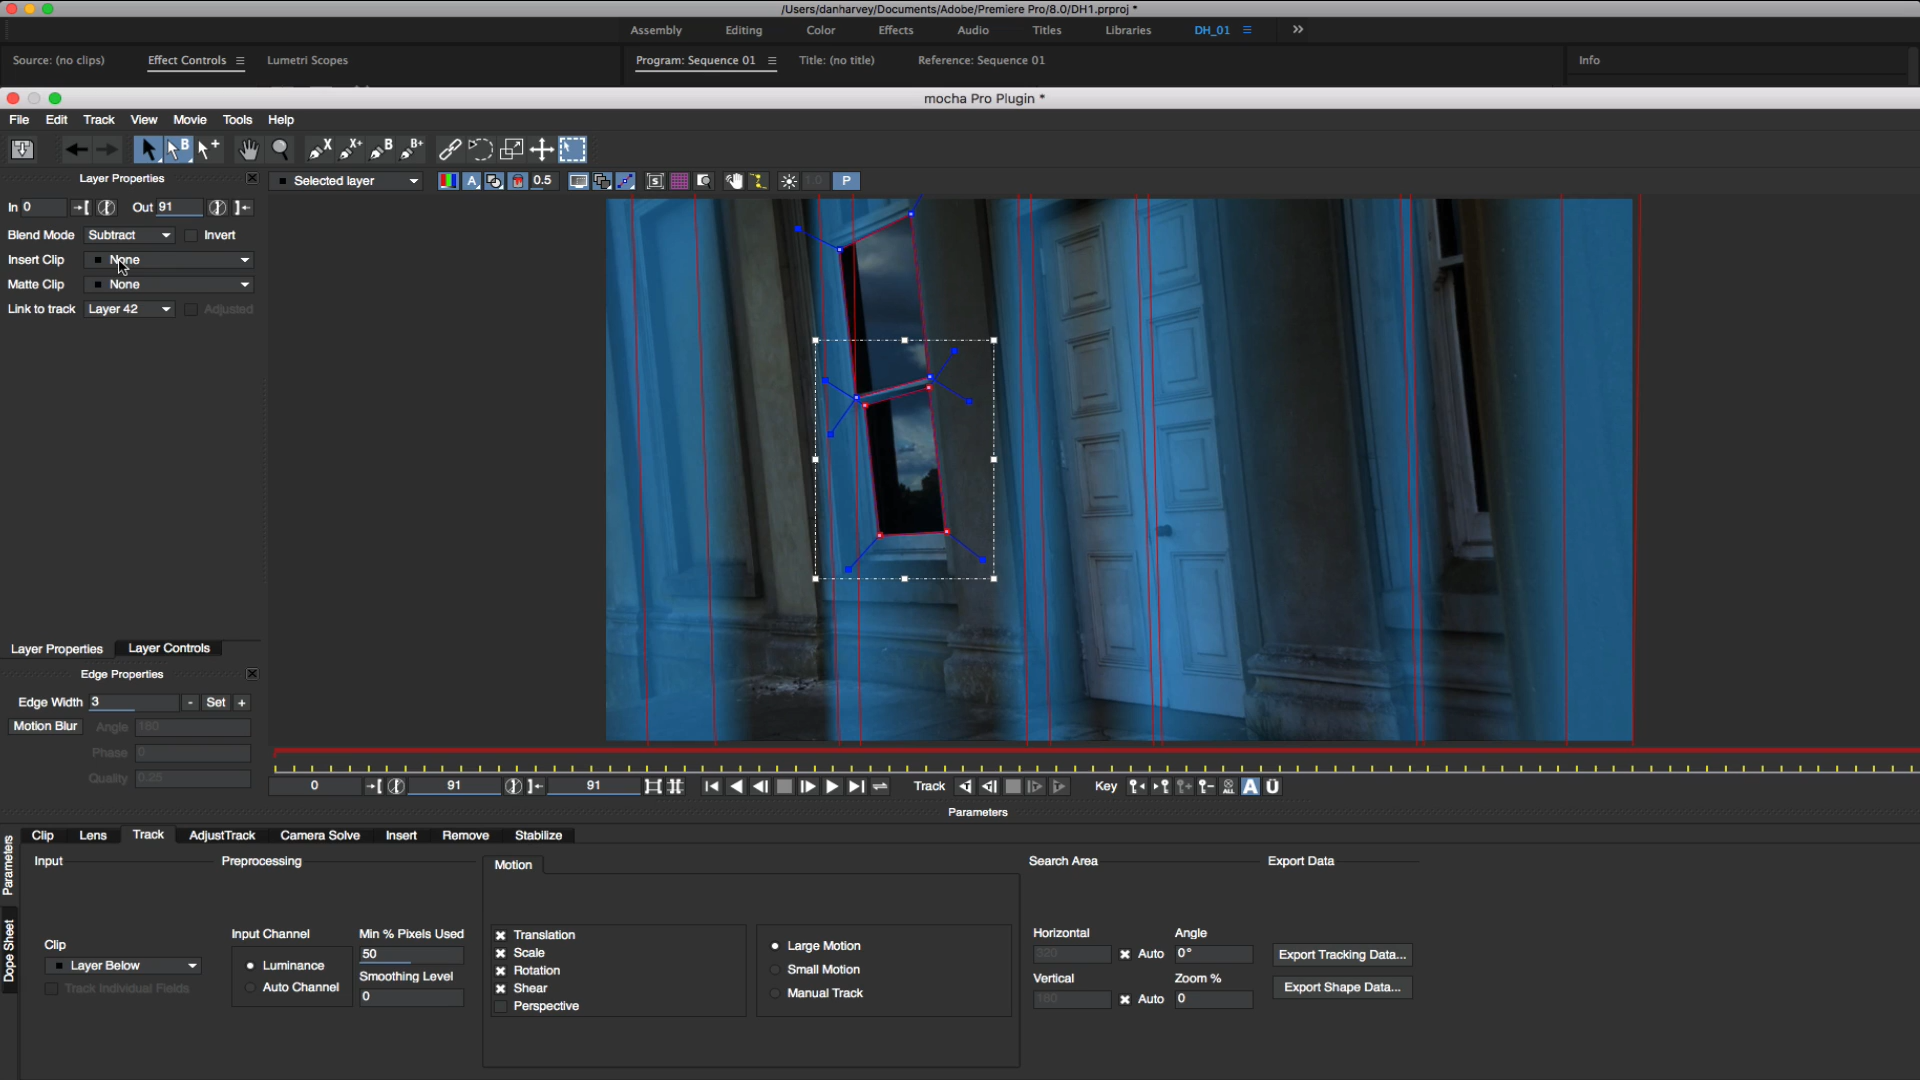 /Users/danharvey/Documents/Adobe/Premiere Pro/8.0/DH1.prproj *
Assembly Editing Color Effects Audio Titles Libraries DH_01
Source: (no clips) Effect Controls Lumetri Scopes Program: Sequence 01 Title: (no title) Reference: Sequence 01 Info
mocha Pro Plugin *
File Edit Track View Movie Tools Help
Layer Properties
Selected layer 0.5 1.0 P
In 0 Out 91
Blend Mode Subtract Invert
Insert Clip None
Matte Clip None
Link to track Layer 42 Adjusted
Layer Properties Layer Controls
Edge Properties
Edge Width 3 - Set +
Motion Blur Angle 180
Phase 0
Quality 0.25
0 91 91 Track Key A Ü
Parameters
Clip Lens Track AdjustTrack Camera Solve Insert Remove Stabilize
Parameters
Dope Sheet
Input Preprocessing Motion Search Area Export Data
Clip
Layer Below
Track Individual Fields
Input Channel
Luminance
Auto Channel
Min % Pixels Used
50
Smoothing Level
0
Translation
Scale
Rotation
Shear
Perspective
Large Motion
Small Motion
Manual Track
Horizontal Angle
320 Auto 0°
Vertical Zoom %
180 Auto 0
Export Tracking Data...
Export Shape Data...